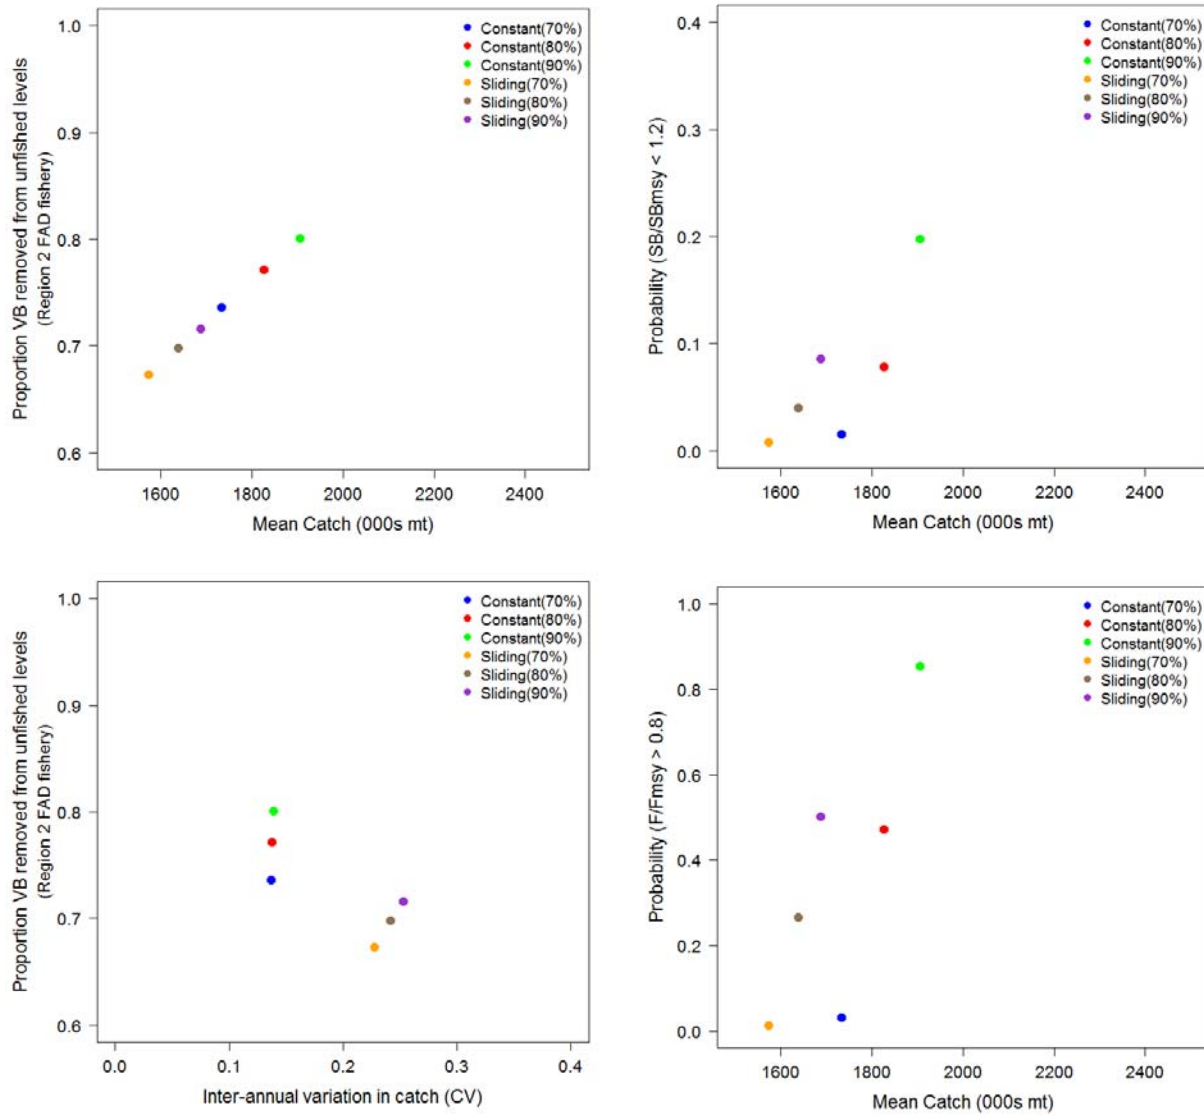 Proportion VB removed from unfished levels
(Region 2 FAD fishery)
1.0
0.9
0.8
0.7
0.6
Constant(70%)
Constant(80%)
Constant(90%)
Sliding(70%)
Sliding(80%)
Sliding(90%)
1600 1800 2000 2200 2400
Mean Catch (000s mt)
Probability (SB/SBmsy < 1.2)
0.4
0.3
0.2
0.1
0.0
Constant(70%)
Constant(80%)
Constant(90%)
Sliding(70%)
Sliding(80%)
Sliding(90%)
1600 1800 2000 2200 2400
Mean Catch (000s mt)
Proportion VB removed from unfished levels
(Region 2 FAD fishery)
1.0
0.9
0.8
0.7
0.6
Constant(70%)
Constant(80%)
Constant(90%)
Sliding(70%)
Sliding(80%)
Sliding(90%)
0.0 0.1 0.2 0.3 0.4
Inter-annual variation in catch (CV)
Probability (F/Fmsy > 0.8)
1.0
0.8
0.6
0.4
0.2
0.0
Constant(70%)
Constant(80%)
Constant(90%)
Sliding(70%)
Sliding(80%)
Sliding(90%)
1600 1800 2000 2200 2400
Mean Catch (000s mt)